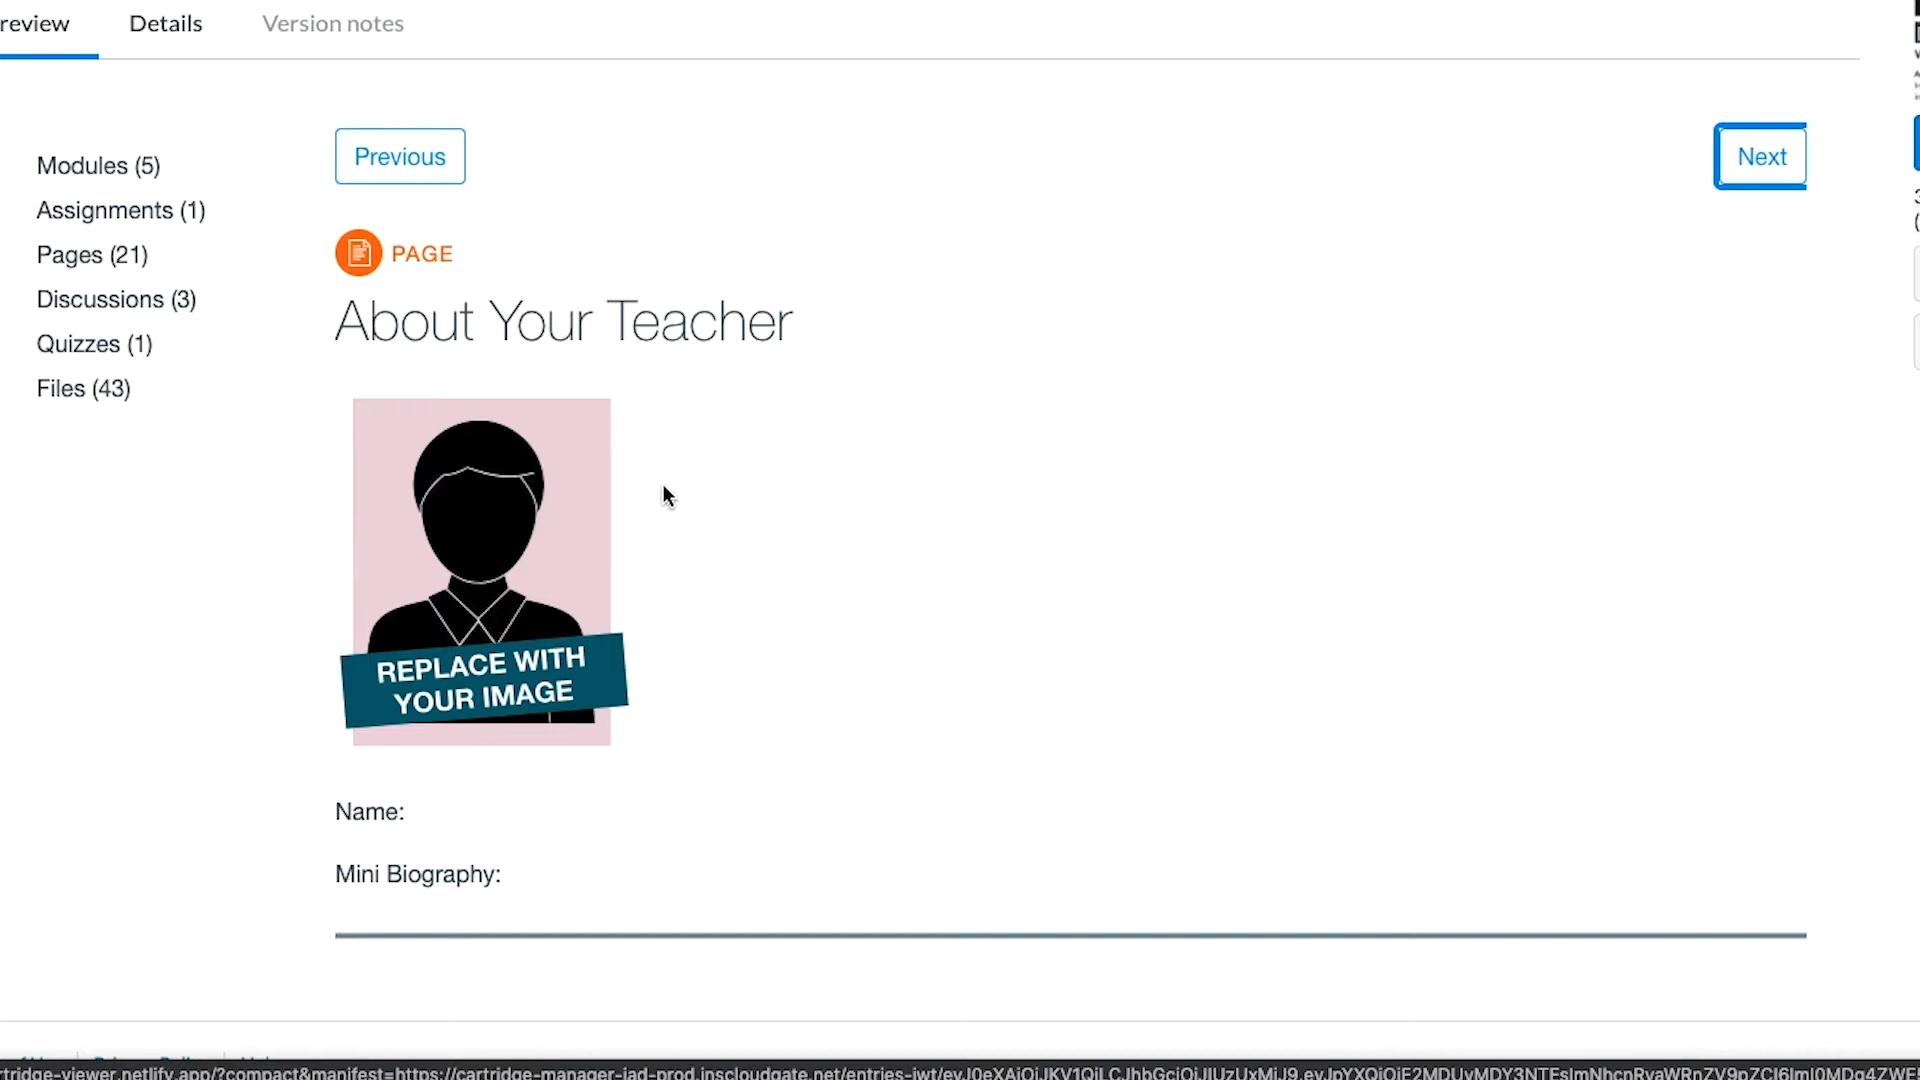 review Details Version notes
Previous
Next
Modules (5)
Assignments (1)
Pages (21)
Discussions (3)
Quizzes (1)
Files (43)
PAGE
About Your Teacher
REPLACE WITH
YOUR IMAGE
Name:
Mini Biography: